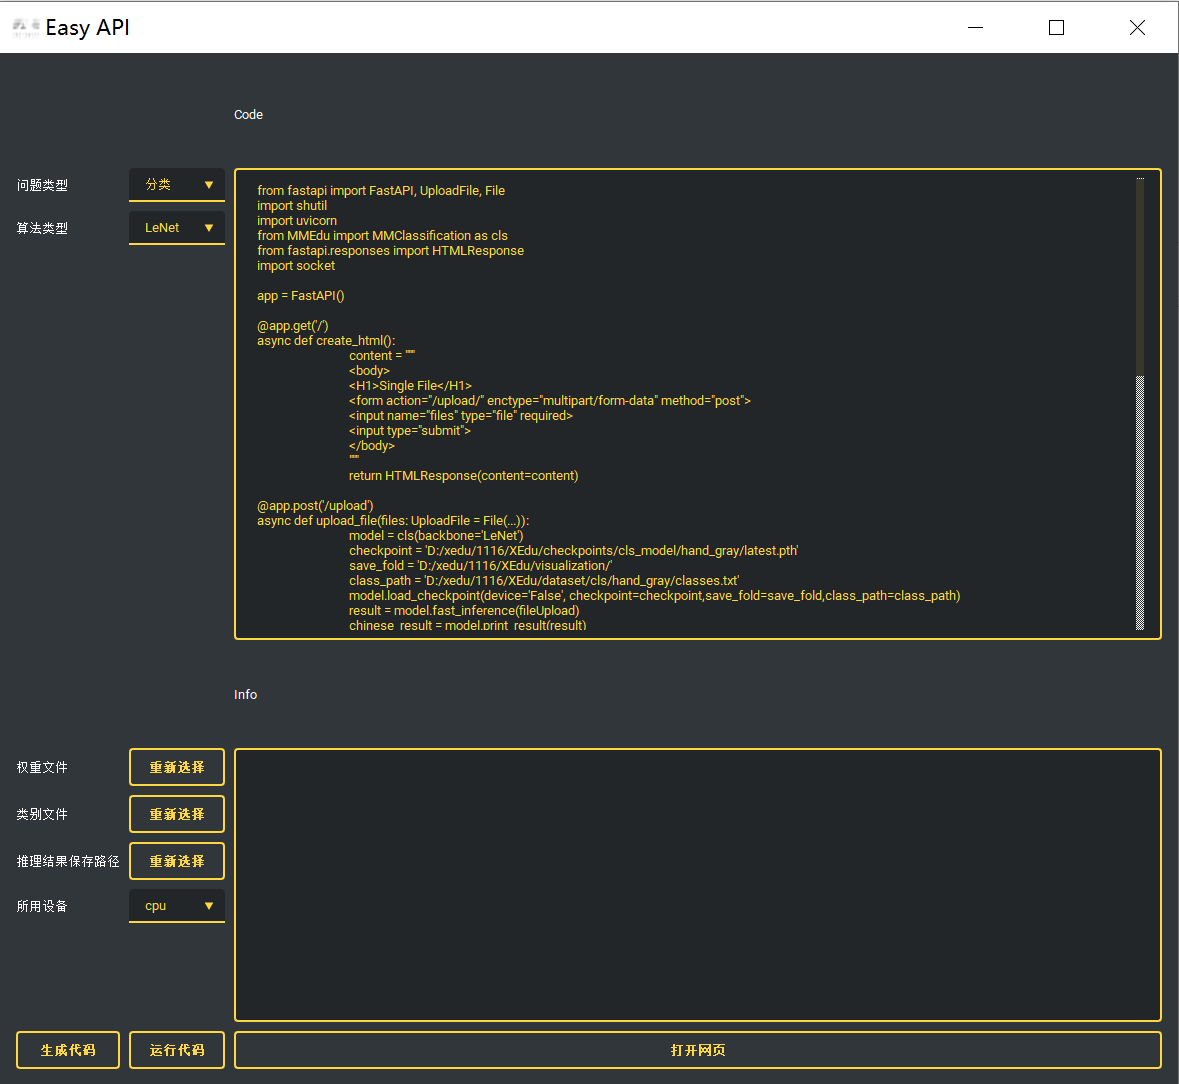 Easy API
Code
问题类型
分类
算法类型
LeNet
from fastapi import FastAPI, UploadFile, File
import shutil
import uvicorn
from MMEdu import MMClassification as cls
from fastapi.responses import HTMLResponse
import socket
app = FastAPI()
@app.get('/')
async def create_html():
content = """
<body>
<H1>Single File</H1>
<form action="/upload/" enctype="multipart/form-data" method="post">
<input name="files" type="file" required>
<input type="submit">
</body>
"""
return HTMLResponse(content=content)
@app.post('/upload')
async def upload_file(files: UploadFile = File(...)):
model = cls(backbone='LeNet')
checkpoint = 'D:/xedu/1116/XEdu/checkpoints/cls_model/hand_gray/latest.pth'
save_fold = 'D:/xedu/1116/XEdu/visualization/'
class_path = 'D:/xedu/1116/XEdu/dataset/cls/hand_gray/classes.txt'
model.load_checkpoint(device='False', checkpoint=checkpoint,save_fold=save_fold,class_path=class_path)
result = model.fast_inference(fileUpload)
chinese_result = model.print_result(result)
Info
权重文件
重新选择
类别文件
重新选择
推理结果保存路径
重新选择
所用设备
cpu
生成代码
运行代码
打开网页